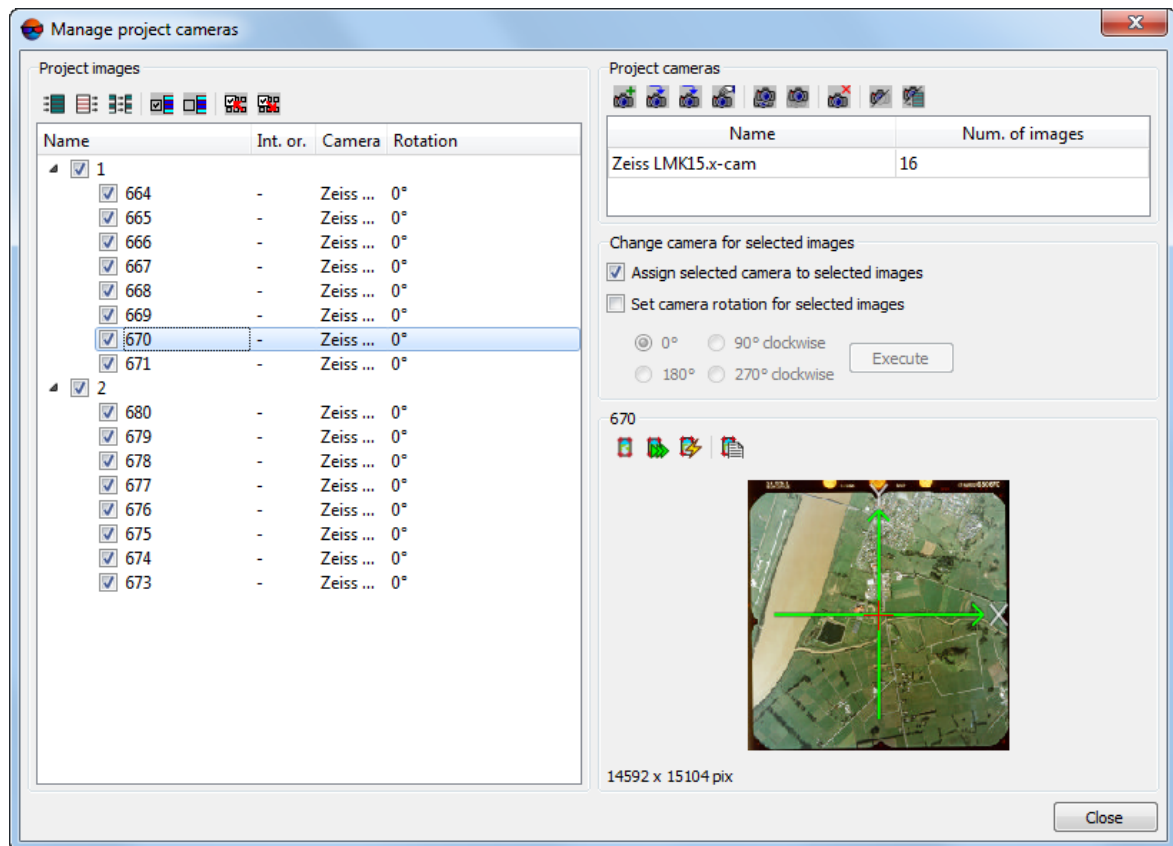 Manage project cameras
Project images
Name Int. or. Camera Rotation
1
664 - Zeiss ... 0°
665 - Zeiss ... 0°
666 - Zeiss ... 0°
667 - Zeiss ... 0°
668 - Zeiss ... 0°
669 - Zeiss ... 0°
670 - Zeiss ... 0°
671 - Zeiss ... 0°
2
680 - Zeiss ... 0°
679 - Zeiss ... 0°
678 - Zeiss ... 0°
677 - Zeiss ... 0°
676 - Zeiss ... 0°
675 - Zeiss ... 0°
674 - Zeiss ... 0°
673 - Zeiss ... 0°
Project cameras
Name Num. of images
Zeiss LMK15.x-cam 16
Change camera for selected images
Assign selected camera to selected images
Set camera rotation for selected images
0° 90° clockwise
180° 270° clockwise
Execute
670
Y
X
14592 x 15104 pix
Close